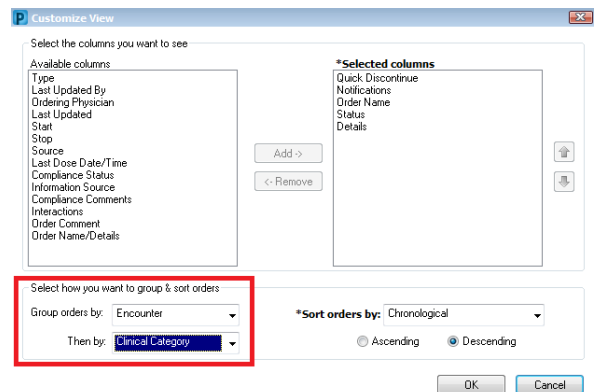 Customize View
Select the columns you want to see
Available columns
Type
Last Updated By
Ordering Physician
Last Updated
Start
Stop
Source
Last Dose Date/Time
Compliance Status
Information Source
Compliance Comments
Interactions
Order Comment
Order Name/Details
Add ->
<- Remove
*Selected columns
Quick Discontinue
Notifications
Order Name
Status
Details
Select how you want to group & sort orders
Group orders by: Encounter
Then by: Clinical Category
*Sort orders by: Chronological
Ascending Descending
OK Cancel